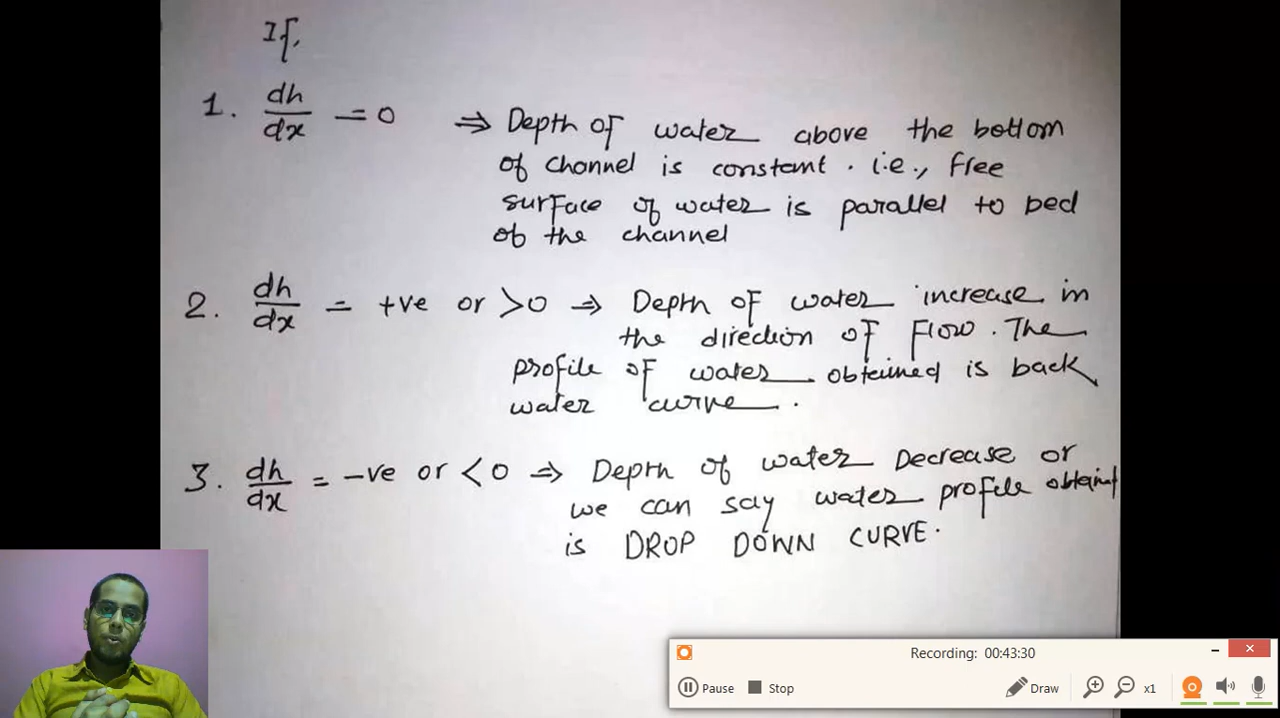 If,
1. dh/dx = 0 ⇒ Depth of water above the bottom
of channel is constant. i.e., free
surface of water is parallel to bed
of the channel
2. dh/dx = +ve or >0 ⇒ Depth of water increase in
the direction of flow. The
profile of water obtained is back
water curve.
3. dh/dx = -ve or <0 ⇒ Depth of water Decrease or
we can say water profile obtained
is DROP DOWN CURVE.
Recording: 00:43:30
Pause Stop Draw x1